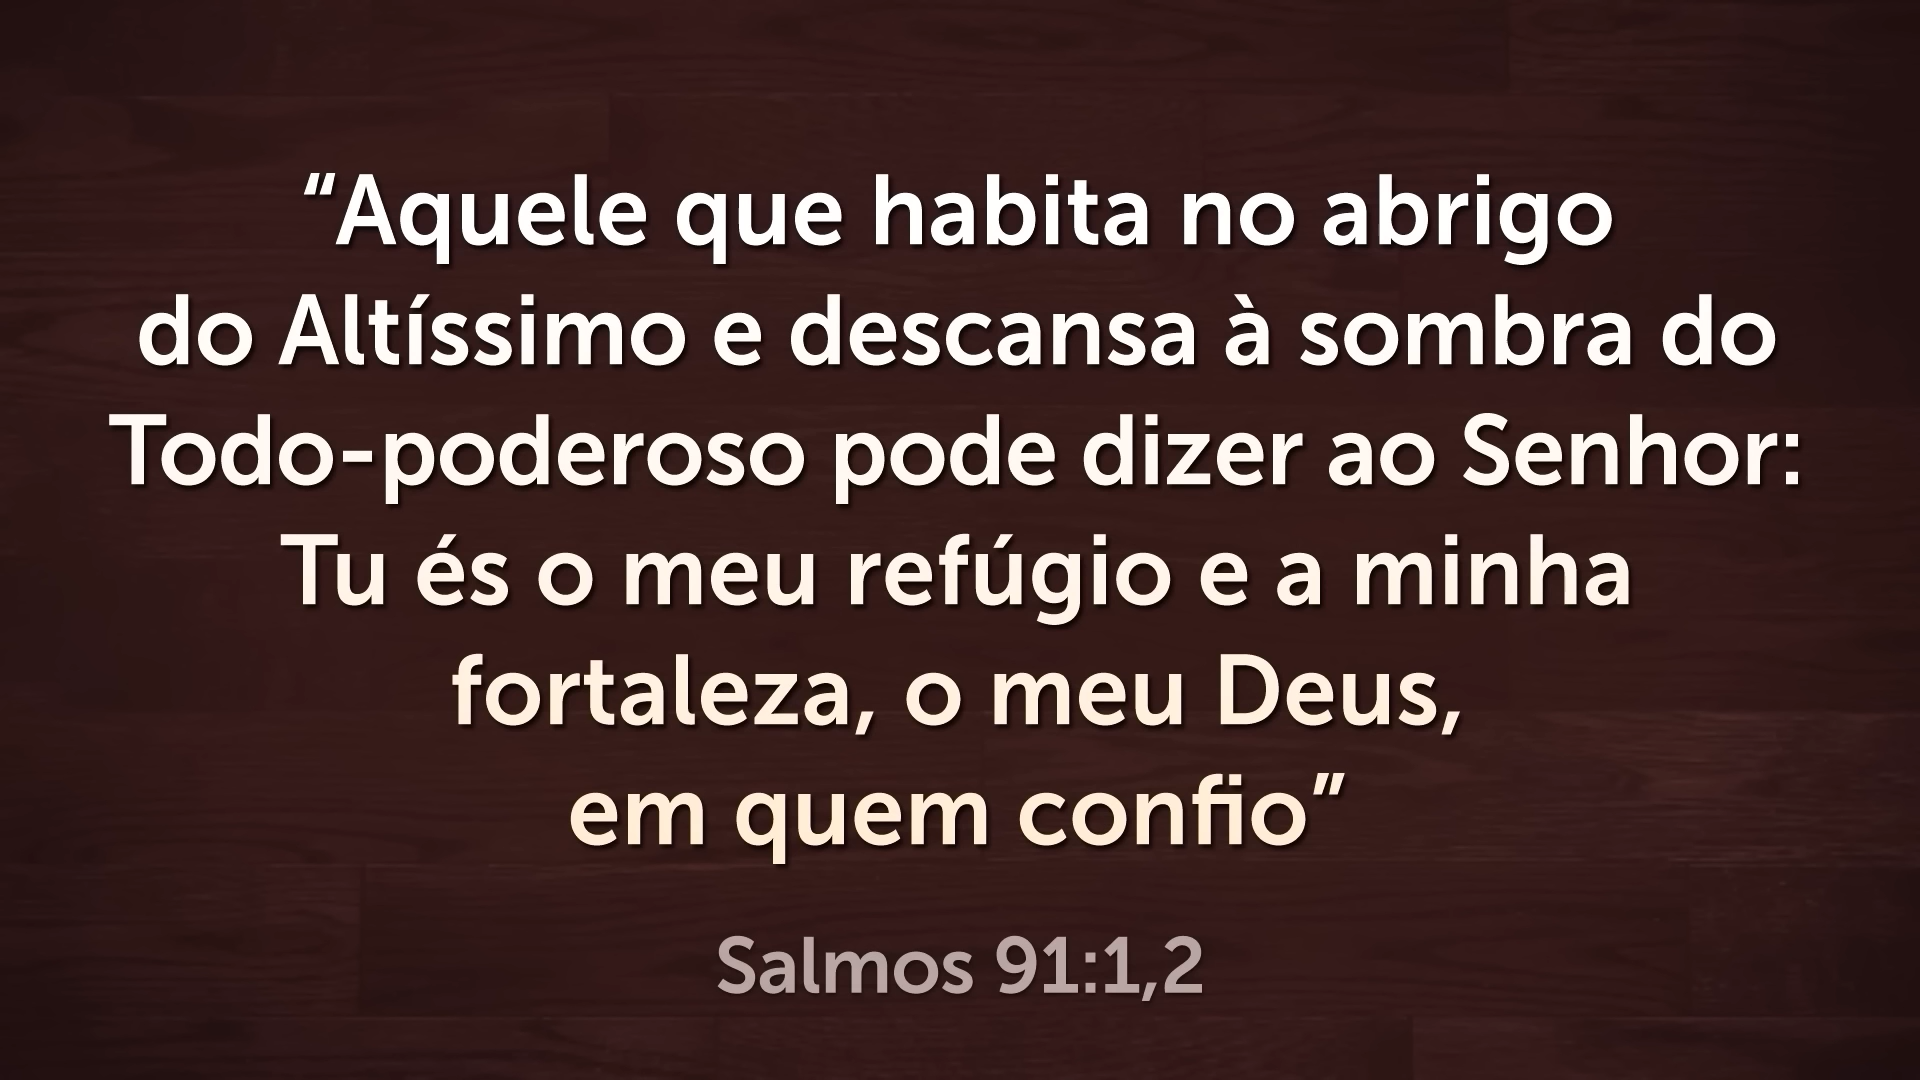 “Aquele que habita no abrigo
do Altíssimo e descansa à sombra do
Todo-poderoso pode dizer ao Senhor:
Tu és o meu refúgio e a minha
fortaleza, o meu Deus,
em quem confio”
Salmos 91:1,2